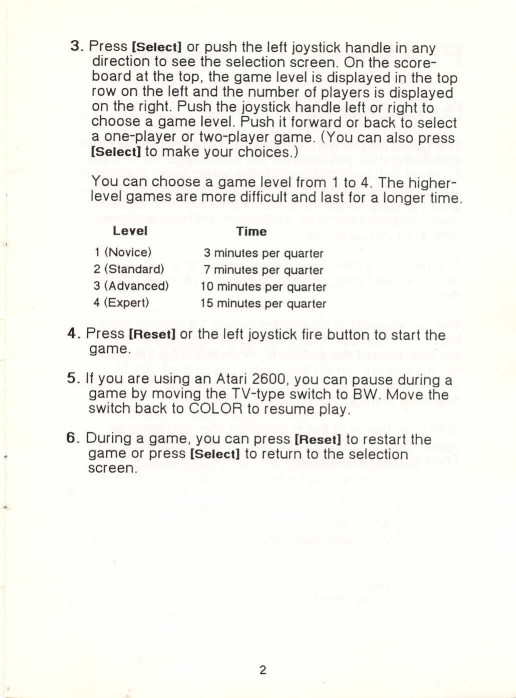 3. Press [Select] or push the left joystick handle in any
direction to see the selection screen. On the score-
board at the top, the game level is displayed in the top
row on the left and the number of players is displayed
on the right. Push the joystick handle left or right to
choose a game level. Push it forward or back to select
a one-player or two-player game. (You can also press
[Select] to make your choices.)
You can choose a game level from 1 to 4. The higher-
level games are more difficult and last for a longer time.
Level Time
1 (Novice) 3 minutes per quarter
2 (Standard) 7 minutes per quarter
3 (Advanced) 10 minutes per quarter
4 (Expert) 15 minutes per quarter
4. Press [Reset] or the left joystick fire button to start the
game.
5. If you are using an Atari 2600, you can pause during a
game by moving the TV-type switch to BW. Move the
switch back to COLOR to resume play.
6. During a game, you can press [Reset] to restart the
game or press [Select] to return to the selection
screen.
2